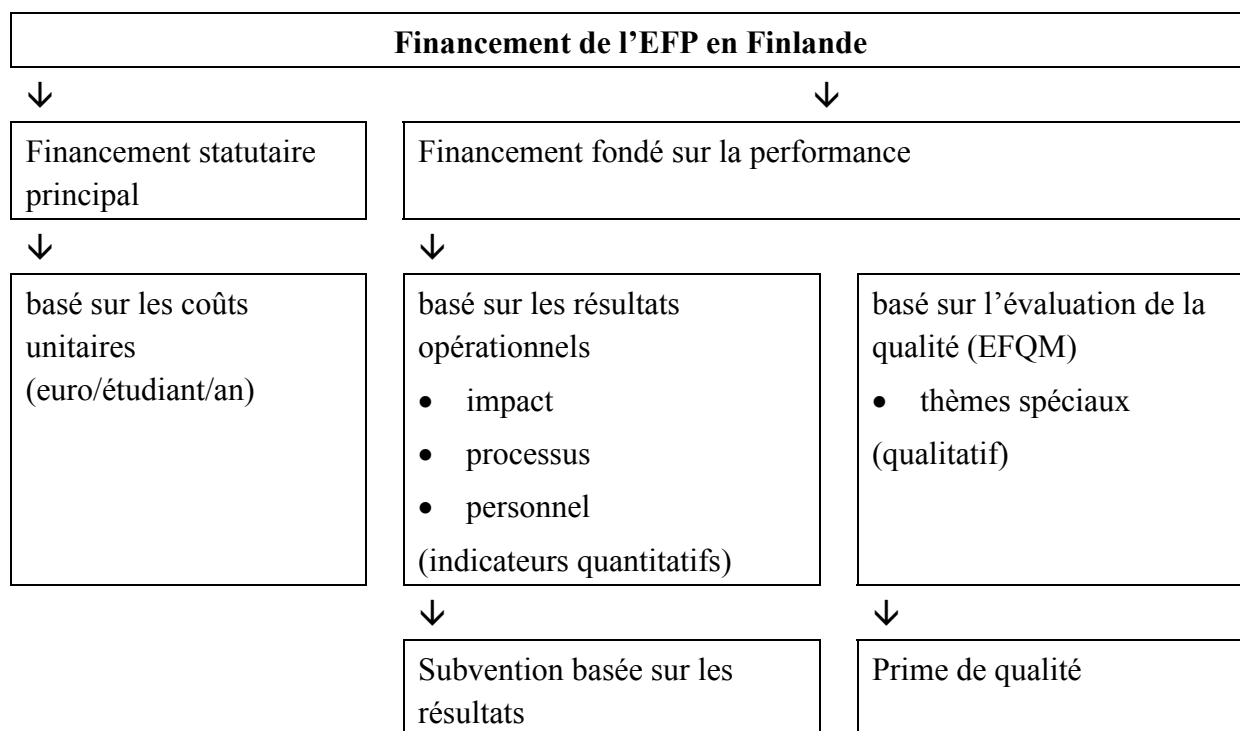 Financement de l’EFP en Finlande
↓ ↓
Financement statutaire
principal
Financement fondé sur la performance
↓ ↓
basé sur les coûts
unitaires
(euro/étudiant/an)
basé sur les résultats
opérationnels
• impact
• processus
• personnel
(indicateurs quantitatifs)
basé sur l’évaluation de la
qualité (EFQM)
• thèmes spéciaux
(qualitatif)
↓ ↓
Subvention basée sur les
résultats
Prime de qualité